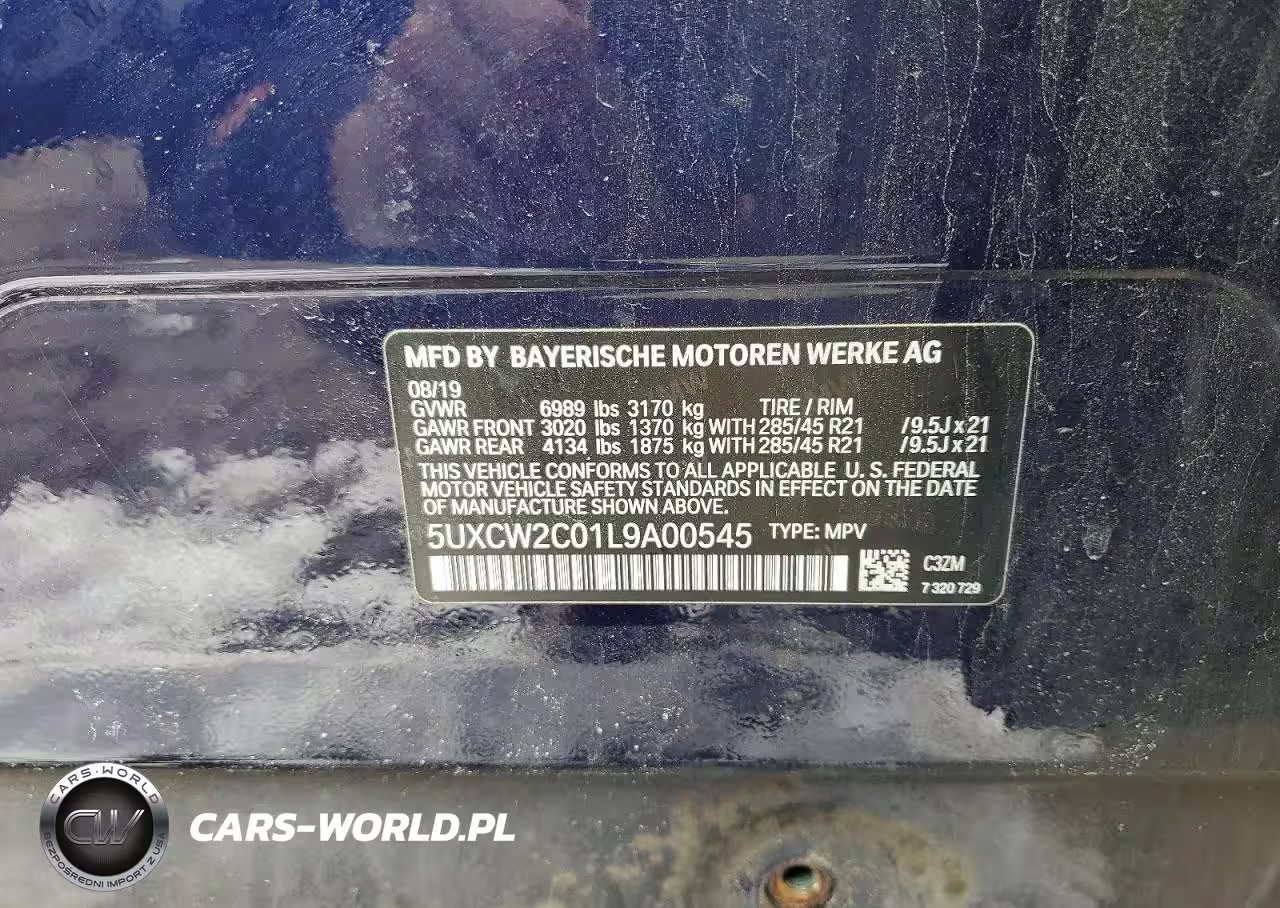 MFD BY BAYERISCHE MOTOREN WERKE AG
08/19
GVWR 6989 lbs 3170 kg TIRE / RIM
GAWR FRONT 3020 lbs 1370 kg WITH 285/45 R21 /9.5J x 21
GAWR REAR 4134 lbs 1875 kg WITH 285/45 R21 /9.5J x 21
THIS VEHICLE CONFORMS TO ALL APPLICABLE U. S. FEDERAL
MOTOR VEHICLE SAFETY STANDARDS IN EFFECT ON THE DATE
OF MANUFACTURE SHOWN ABOVE.
5UXCW2C01L9A00545 TYPE: MPV
C3ZM
7 320 729
CARS-WORLD
CW
BEZPOŚREDNI IMPORT Z USA
CARS-WORLD.PL